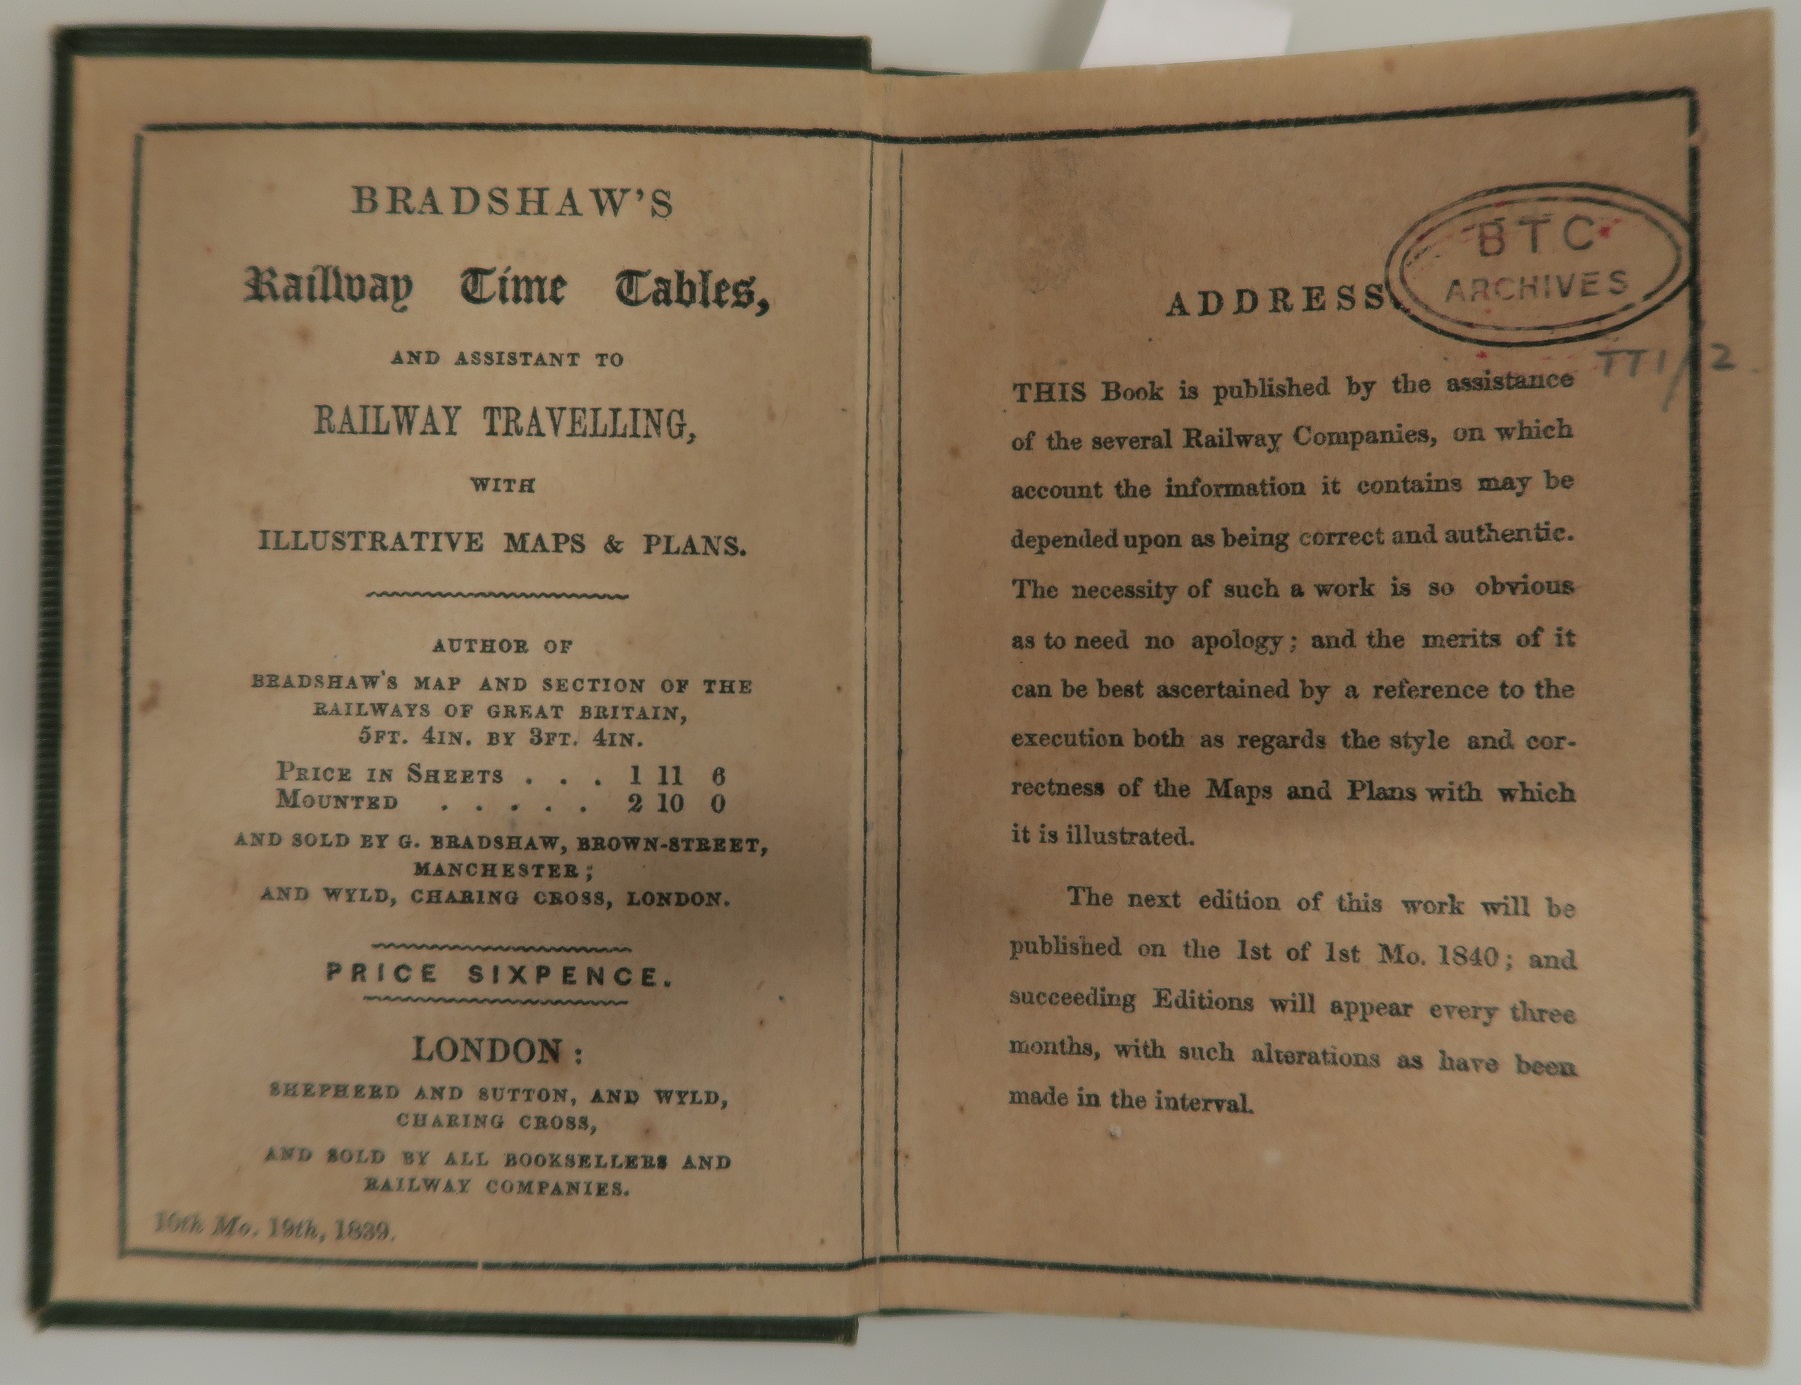 BRADSHAW'S
Railway Time Tables,
AND ASSISTANT TO
RAILWAY TRAVELLING,
WITH
ILLUSTRATIVE MAPS & PLANS.
AUTHOR OF
BRADSHAW'S MAP AND SECTION OF THE
RAILWAYS OF GREAT BRITAIN,
5FT. 4IN. BY 3FT. 4IN.
PRICE IN SHEETS . . . 1 11 6
MOUNTED . . . . . 2 10 0
AND SOLD BY G. BRADSHAW, BROWN-STREET,
MANCHESTER;
AND WYLD, CHARING CROSS, LONDON.
PRICE SIXPENCE.
LONDON:
SHEPHERD AND SUTTON, AND WYLD,
CHARING CROSS,
AND SOLD BY ALL BOOKSELLERS AND
RAILWAY COMPANIES.
10th Mo. 19th, 1839.
BTC
ARCHIVES
TT1/2
ADDRESS.
THIS Book is published by the assistance
of the several Railway Companies, on which
account the information it contains may be
depended upon as being correct and authentic.
The necessity of such a work is so obvious
as to need no apology; and the merits of it
can be best ascertained by a reference to the
execution both as regards the style and cor-
rectness of the Maps and Plans with which
it is illustrated.
The next edition of this work will be
published on the 1st of 1st Mo. 1840; and
succeeding Editions will appear every three
months, with such alterations as have been
made in the interval.